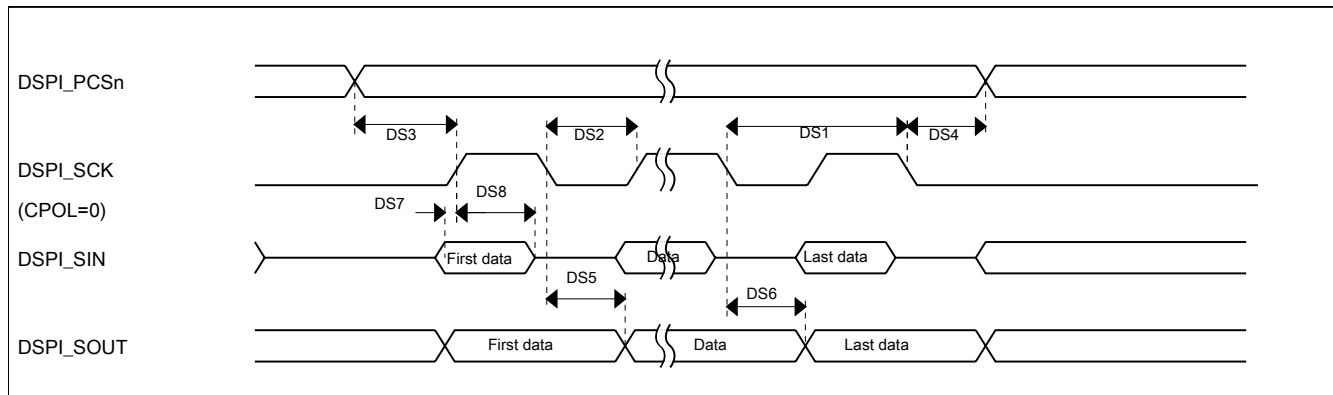 DSPI_PCSn
DS3
DS2
DS1
DS4
DSPI_SCK
(CPOL=0)
DS7
DS8
DSPI_SIN
First data
Data
Last data
DS5
DS6
DSPI_SOUT
First data
Data
Last data